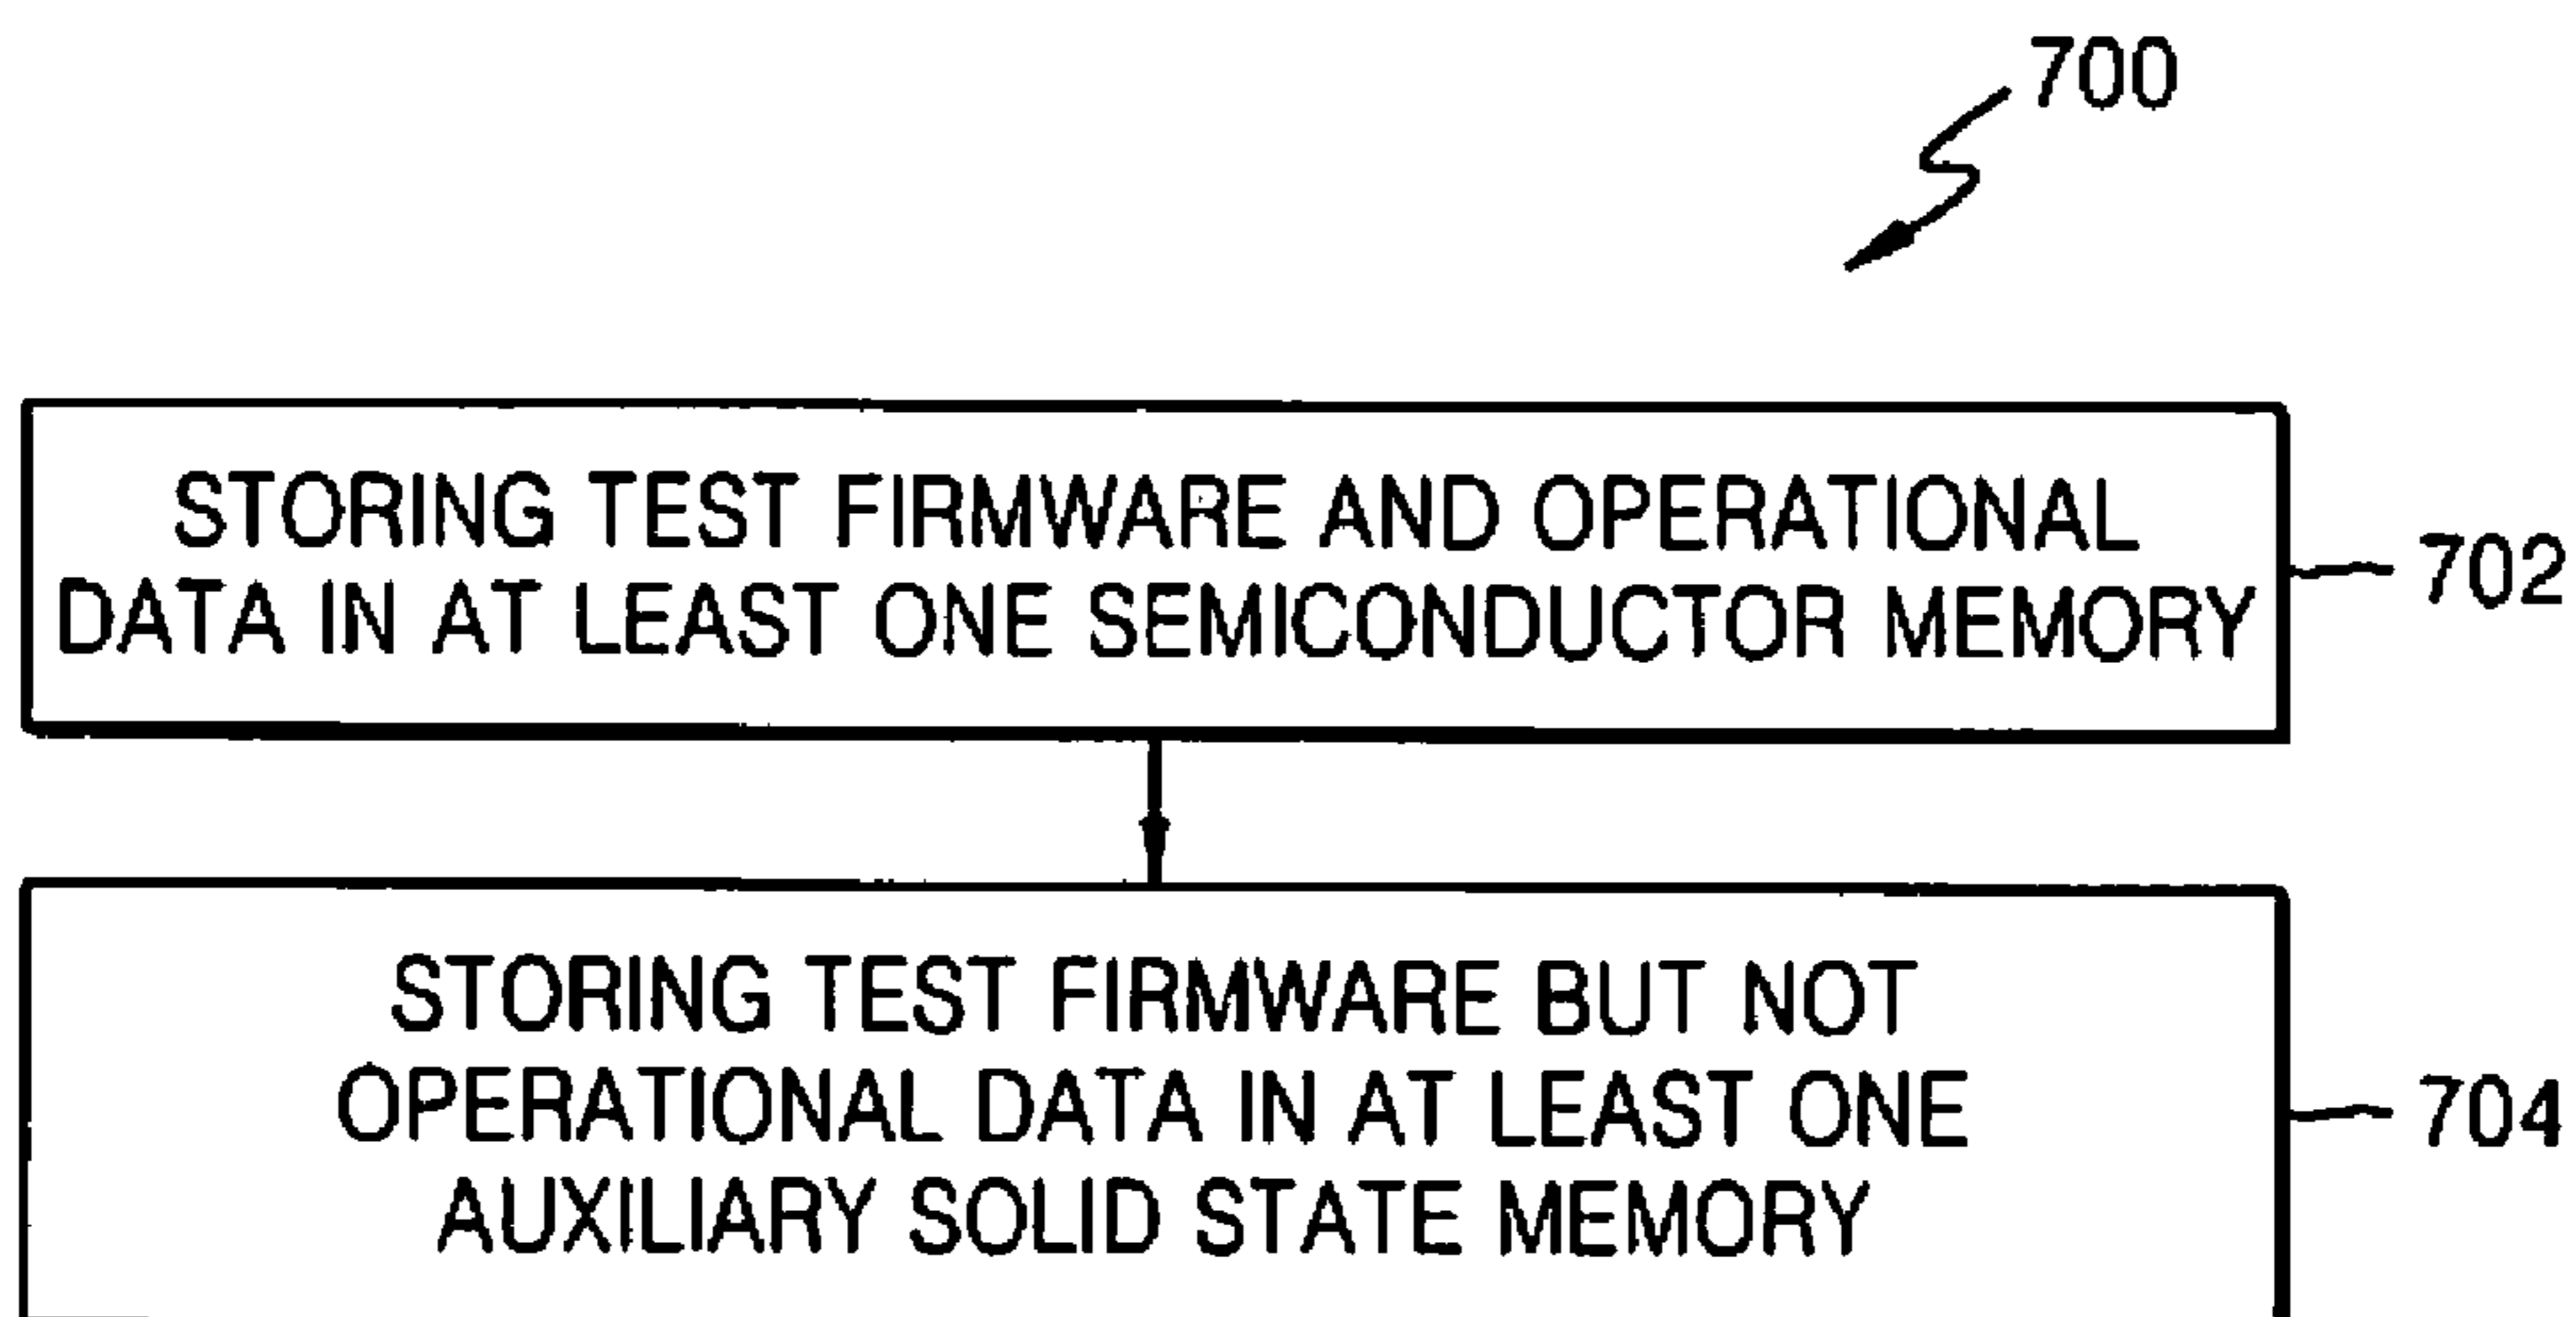 700
STORING TEST FIRMWARE AND OPERATIONAL
DATA IN AT LEAST ONE SEMICONDUCTOR MEMORY
702
STORING TEST FIRMWARE BUT NOT
OPERATIONAL DATA IN AT LEAST ONE
AUXILIARY SOLID STATE MEMORY
704